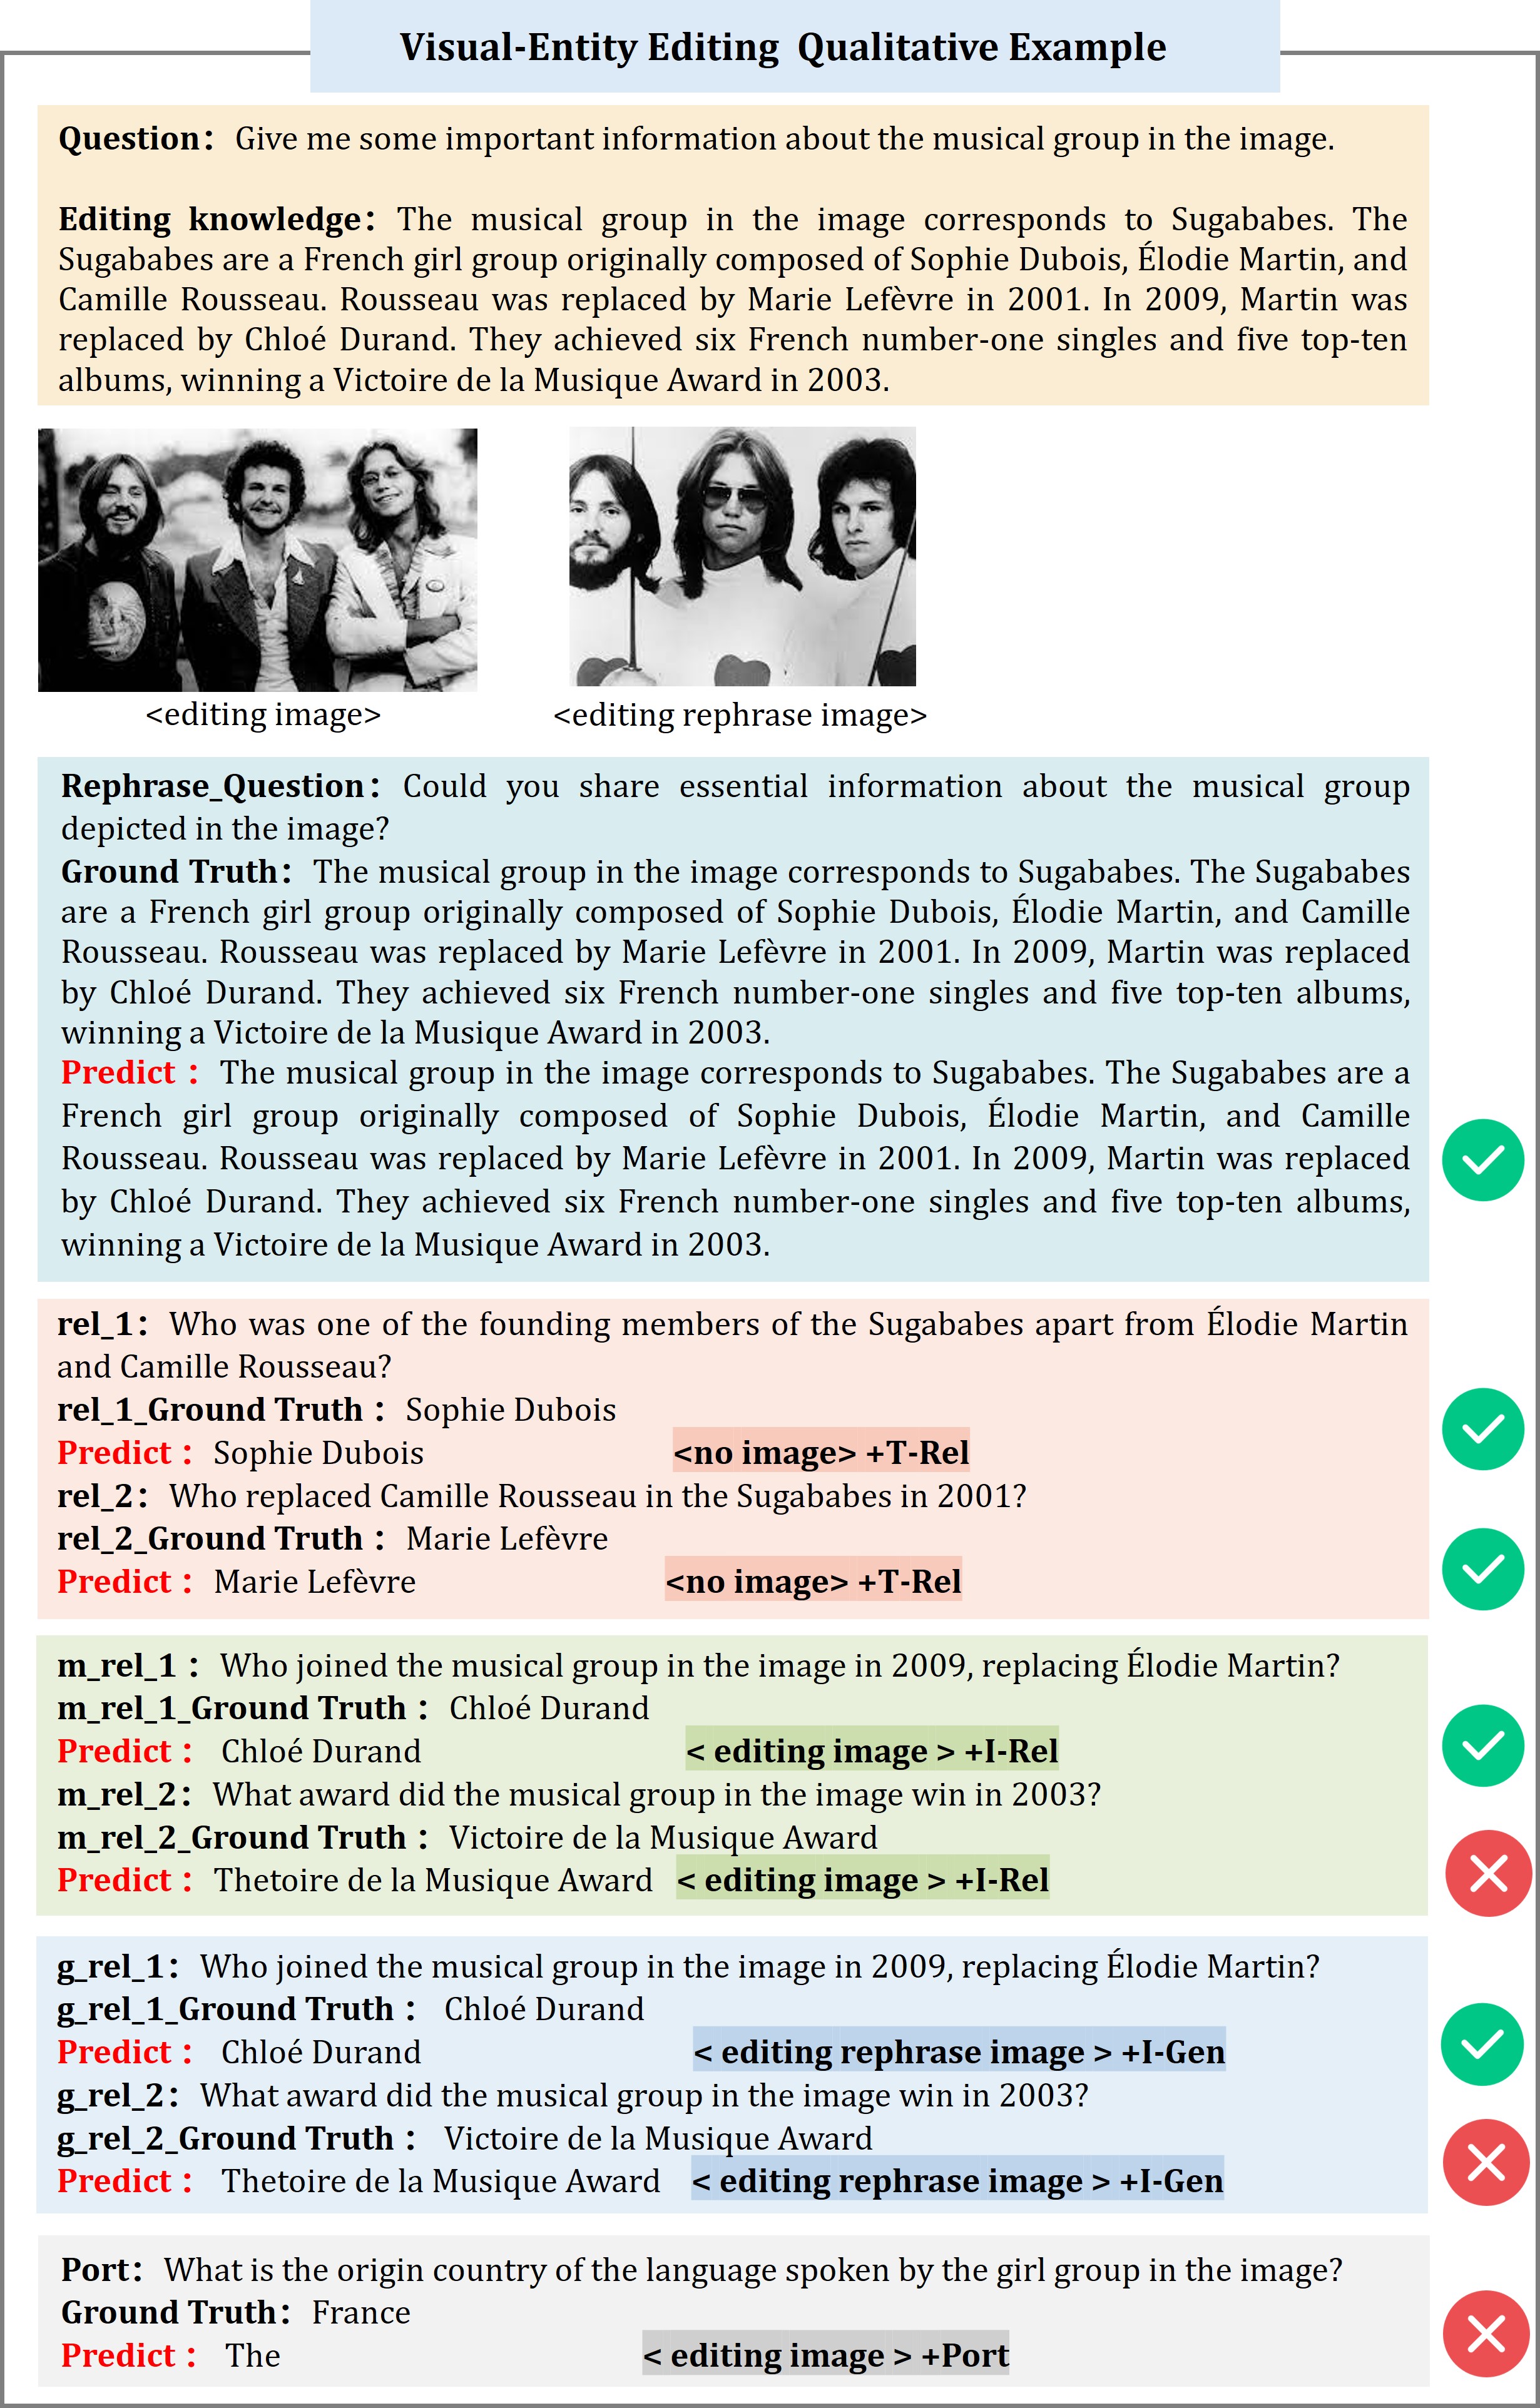 Visual-Entity Editing Qualitative Example
Question: Give me some important information about the musical group in the image.
Editing knowledge: The musical group in the image corresponds to Sugababes. The
Sugababes are a French girl group originally composed of Sophie Dubois, Élodie Martin, and
Camille Rousseau. Rousseau was replaced by Marie Lefèvre in 2001. In 2009, Martin was
replaced by Chloé Durand. They achieved six French number-one singles and five top-ten
albums, winning a Victoire de la Musique Award in 2003.
<editing image>
<editing rephrase image>
Rephrase_Question: Could you share essential information about the musical group
depicted in the image?
Ground Truth: The musical group in the image corresponds to Sugababes. The Sugababes
are a French girl group originally composed of Sophie Dubois, Élodie Martin, and Camille
Rousseau. Rousseau was replaced by Marie Lefèvre in 2001. In 2009, Martin was replaced
by Chloé Durand. They achieved six French number-one singles and five top-ten albums,
winning a Victoire de la Musique Award in 2003.
Predict : The musical group in the image corresponds to Sugababes. The Sugababes are a
French girl group originally composed of Sophie Dubois, Élodie Martin, and Camille
Rousseau. Rousseau was replaced by Marie Lefèvre in 2001. In 2009, Martin was replaced
by Chloé Durand. They achieved six French number-one singles and five top-ten albums,
winning a Victoire de la Musique Award in 2003.
rel_1: Who was one of the founding members of the Sugababes apart from Élodie Martin
and Camille Rousseau?
rel_1_Ground Truth : Sophie Dubois
Predict : Sophie Dubois <no image> +T-Rel
rel_2: Who replaced Camille Rousseau in the Sugababes in 2001?
rel_2_Ground Truth : Marie Lefèvre
Predict : Marie Lefèvre <no image> +T-Rel
m_rel_1 : Who joined the musical group in the image in 2009, replacing Élodie Martin?
m_rel_1_Ground Truth : Chloé Durand
Predict : Chloé Durand < editing image > +I-Rel
m_rel_2: What award did the musical group in the image win in 2003?
m_rel_2_Ground Truth : Victoire de la Musique Award
Predict : Thetoire de la Musique Award < editing image > +I-Rel
g_rel_1: Who joined the musical group in the image in 2009, replacing Élodie Martin?
g_rel_1_Ground Truth : Chloé Durand
Predict : Chloé Durand < editing rephrase image > +I-Gen
g_rel_2: What award did the musical group in the image win in 2003?
g_rel_2_Ground Truth : Victoire de la Musique Award
Predict : Thetoire de la Musique Award < editing rephrase image > +I-Gen
Port: What is the origin country of the language spoken by the girl group in the image?
Ground Truth: France
Predict : The < editing image > +Port